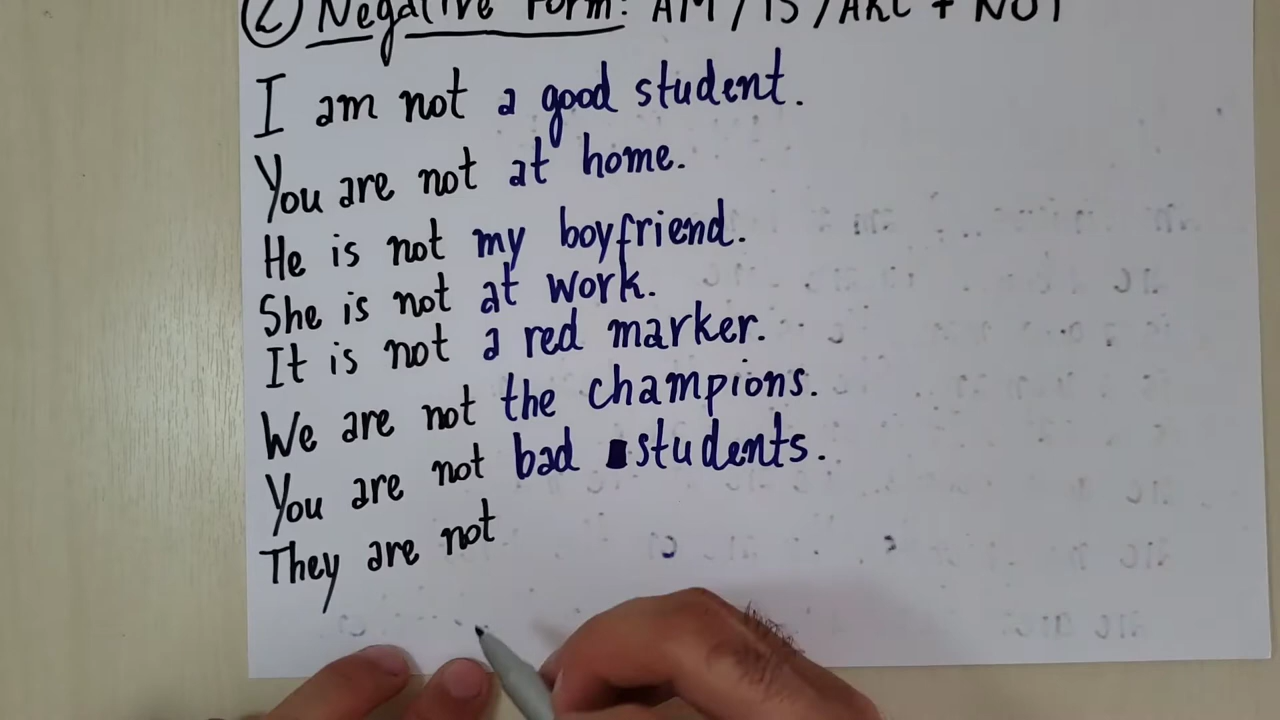 ② Negative Form: AM / IS / ARE + NOT
I am not a good student.
You are not at home.
He is not my boyfriend.
She is not at work.
It is not a red marker.
We are not the champions.
You are not bad students.
They are not